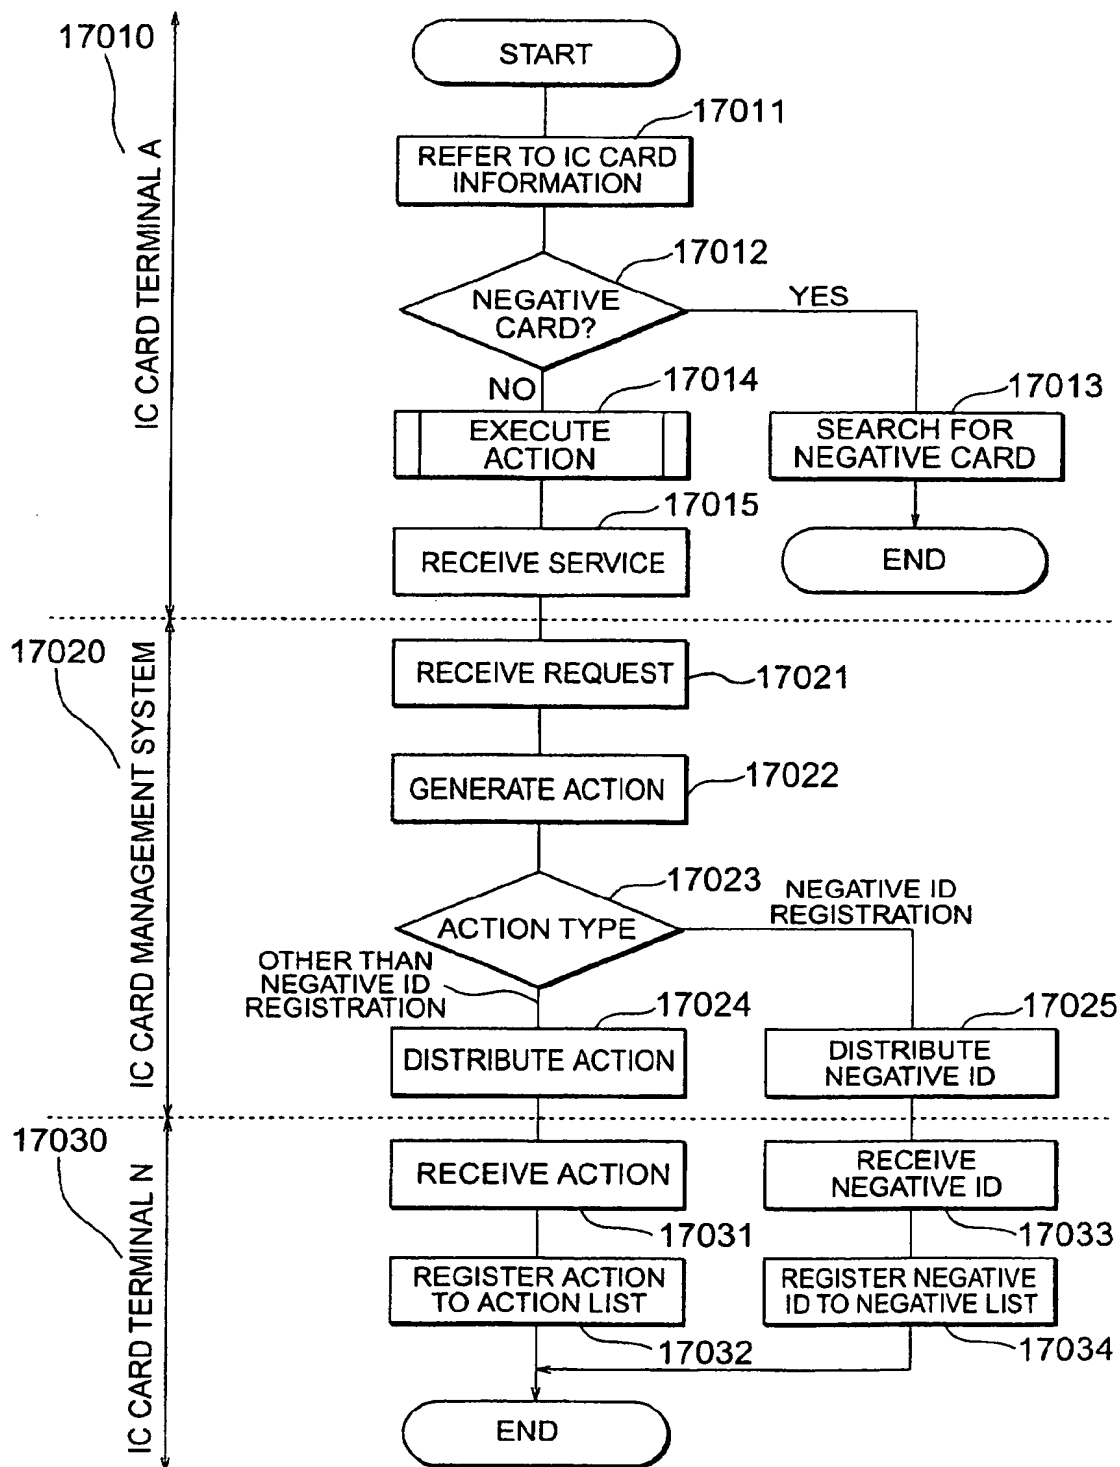 17010
IC CARD TERMINAL A
START
17011
REFER TO IC CARD
INFORMATION
17012
NEGATIVE
CARD?
YES
NO
17014
EXECUTE
ACTION
17013
SEARCH FOR
NEGATIVE CARD
17015
RECEIVE SERVICE
END
17020
IC CARD MANAGEMENT SYSTEM
RECEIVE REQUEST
17021
GENERATE ACTION
17022
17023
ACTION TYPE
NEGATIVE ID
REGISTRATION
OTHER THAN
NEGATIVE ID
REGISTRATION
17024
DISTRIBUTE ACTION
17025
DISTRIBUTE
NEGATIVE ID
17030
IC CARD TERMINAL N
RECEIVE ACTION
17031
RECEIVE
NEGATIVE ID
17033
REGISTER ACTION
TO ACTION LIST
17032
REGISTER NEGATIVE
ID TO NEGATIVE LIST
17034
END